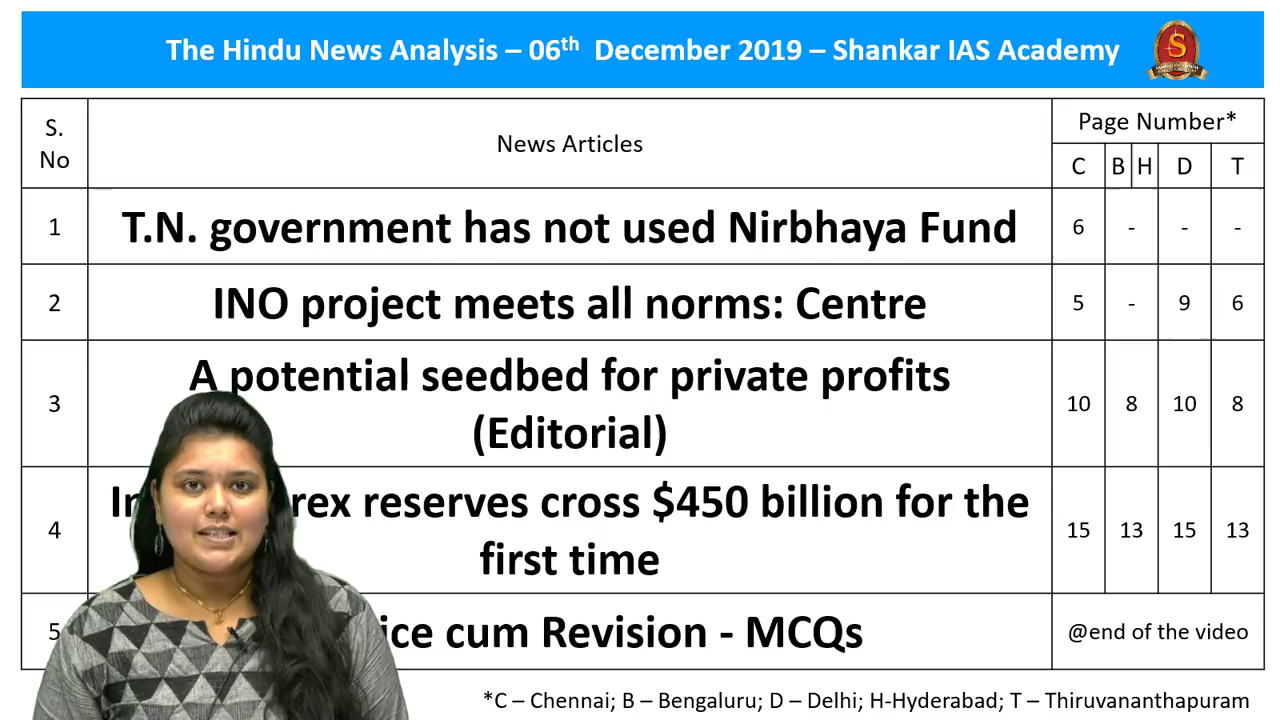 The Hindu News Analysis – 06th December 2019 – Shankar IAS Academy
S
S.
No
News Articles
Page Number*
C B H D T
1 T.N. government has not used Nirbhaya Fund 6 - - -
2 INO project meets all norms: Centre 5 - 9 6
3 A potential seedbed for private profits
(Editorial) 10 8 10 8
4 reserves cross $450 billion for the
first time 15 13 15 13
5 cum Revision - MCQs @end of the video
*C – Chennai; B – Bengaluru; D – Delhi; H-Hyderabad; T – Thiruvananthapuram